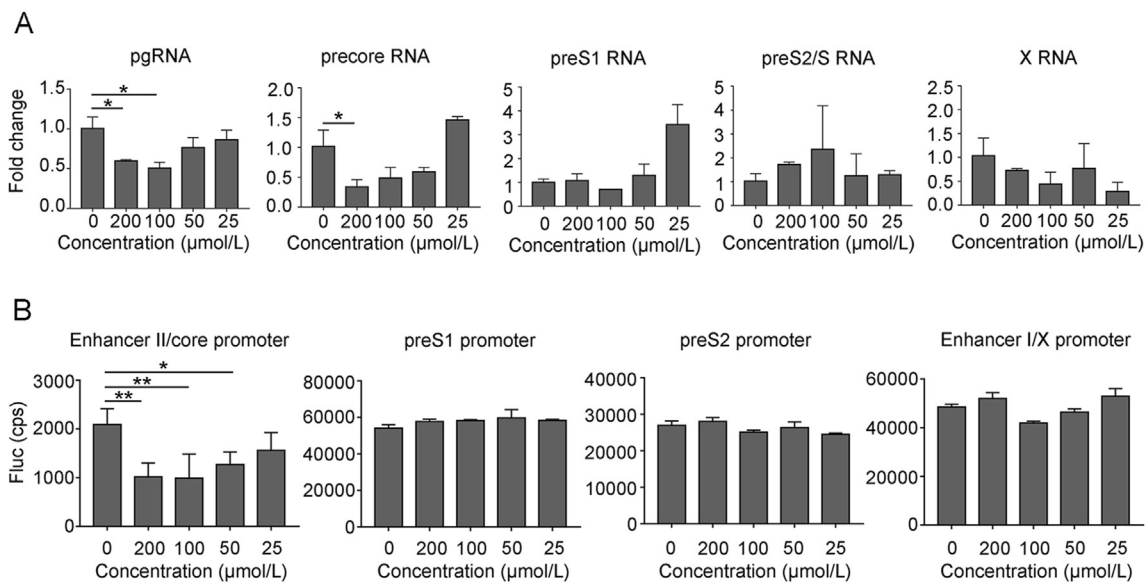 A
pgRNA
precore RNA
preS1 RNA
preS2/S RNA
X RNA
Fold change
1.5
1.0
0.5
0.0
*
*
0 200 100 50 25
Concentration (µmol/L)
2.0
1.5
1.0
0.5
0.0
*
0 200 100 50 25
Concentration (µmol/L)
5
4
3
2
1
0
0 200 100 50 25
Concentration (µmol/L)
5
4
3
2
1
0
0 200 100 50 25
Concentration (µmol/L)
2.5
2.0
1.5
1.0
0.5
0.0
0 200 100 50 25
Concentration (µmol/L)
B
Enhancer II/core promoter
preS1 promoter
preS2 promoter
Enhancer I/X promoter
Fluc (cps)
3000
2000
1000
0
*
**
**
0 200 100 50 25
Concentration (µmol/L)
80000
60000
40000
20000
0
0 200 100 50 25
Concentration (µmol/L)
40000
30000
20000
10000
0
0 200 100 50 25
Concentration (µmol/L)
60000
40000
20000
0
0 200 100 50 25
Concentration (µmol/L)